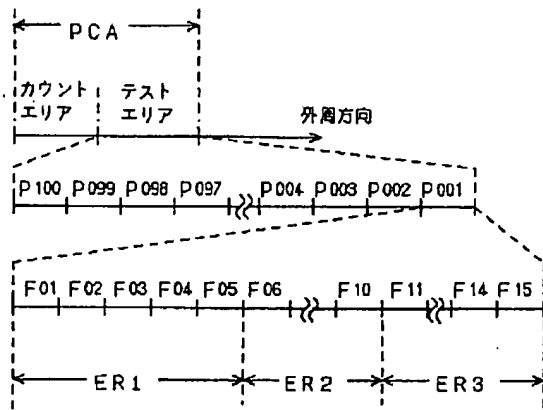 PCA
カウント
エリア
テスト
エリア
外周方向
P100 P099 P098 P097 P004 P003 P002 P001
F01 F02 F03 F04 F05 F06 F10 F11 F14 F15
ER1 ER2 ER3